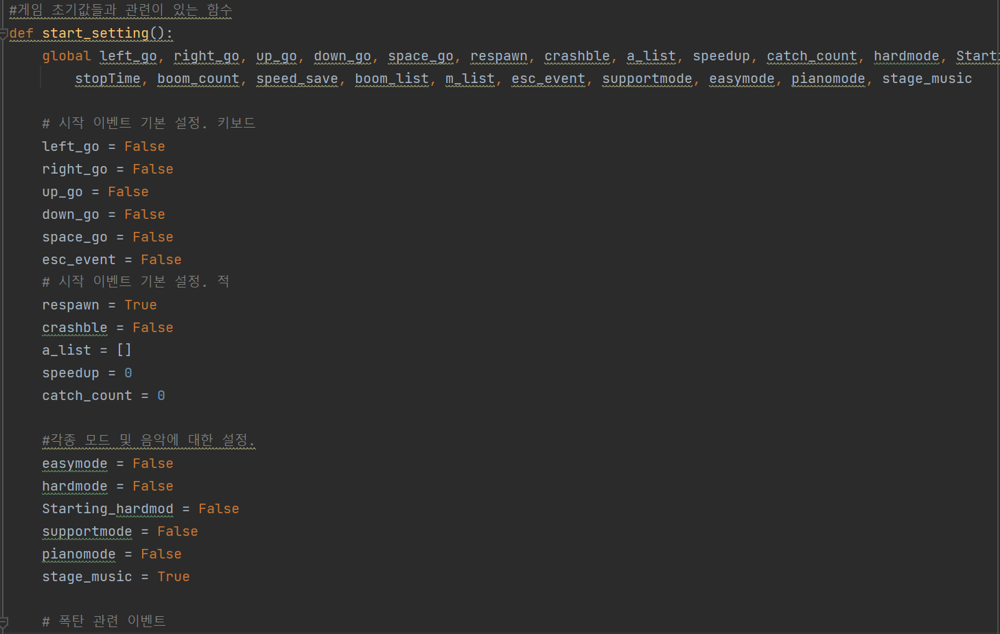 #게임 초기값들과 관련이 있는 함수
def start_setting():
    global left_go, right_go, up_go, down_go, space_go, respawn, crashble, a_list, speedup, catch_count, hardmode, Start
        stopTime, boom_count, speed_save, boom_list, m_list, esc_event, supportmode, easymode, pianomode, stage_music
    # 시작 이벤트 기본 설정. 키보드
    left_go = False
    right_go = False
    up_go = False
    down_go = False
    space_go = False
    esc_event = False
    # 시작 이벤트 기본 설정. 적
    respawn = True
    crashble = False
    a_list = []
    speedup = 0
    catch_count = 0
    #각종 모드 및 음악에 대한 설정.
    easymode = False
    hardmode = False
    Starting_hardmod = False
    supportmode = False
    pianomode = False
    stage_music = True
    # 폭탄 관련 이벤트